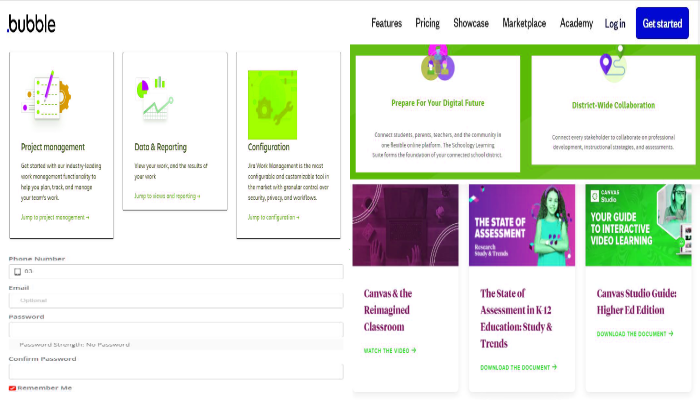 .bubble
Features
Pricing
Showcase
Marketplace
Academy
Log in
Get started
Project management
Get started with our industry-leading
work management functionality to
help you plan, track, and manage
your team's work.
Jump to project management →
Data & Reporting
View your work, and the results of
your work
Jump to views and reporting →
Configuration
Jira Work Management is the most
configurable and customizable tool in
the market with granular control over
security, privacy, and workflows.
Jump to configuration →
Prepare For Your Digital Future
Connect students, parents, teachers, and the community in
one flexible online platform. The Schoology Learning
Suite forms the foundation of your connected school district.
District-Wide Collaboration
Connect every stakeholder to collaborate on professional
development, instructional strategies, and assessments.
Phone Number
03
Email
Optional
Password
Password Strength: No Password
Confirm Password
Remember Me
Canvas & the
Reimagined
Classroom
WATCH THE VIDEO →
THE STATE OF
ASSESSMENT
Research
Study & Trends
The State of
Assessment in K-12
Education: Study &
Trends
DOWNLOAD THE DOCUMENT →
CANVAS
Studio
YOUR GUIDE
TO INTERACTIVE
VIDEO LEARNING
Canvas Studio Guide:
Higher Ed Edition
DOWNLOAD THE DOCUMENT →